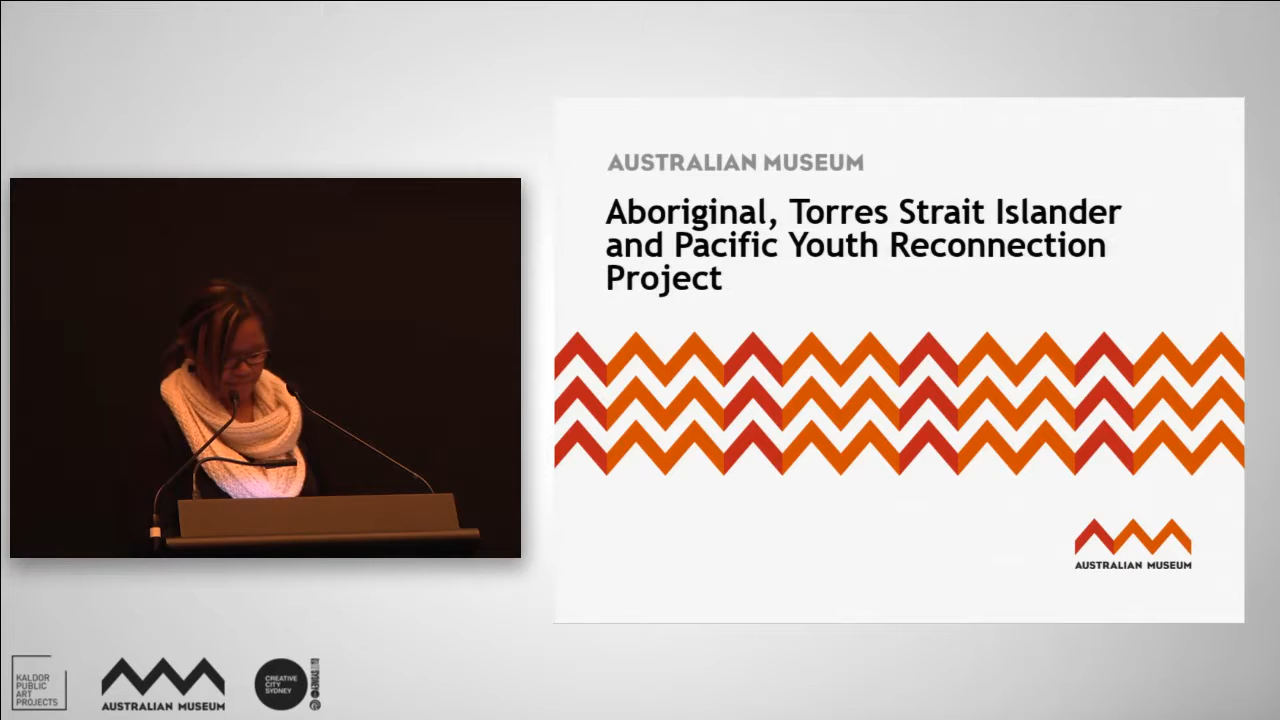 AUSTRALIAN MUSEUM
Aboriginal, Torres Strait Islander
and Pacific Youth Reconnection
Project
AUSTRALIAN MUSEUM
KALDOR
PUBLIC
ART
PROJECTS
AUSTRALIAN MUSEUM
CREATIVE
CITY
SYDNEY